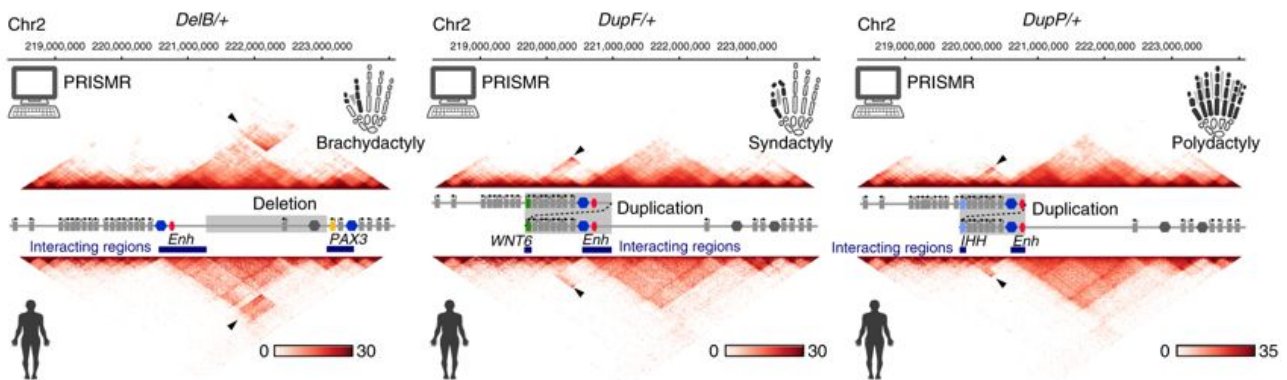 Chr2 DelB/+
219,000,000 220,000,000 221,000,000 222,000,000 223,000,000
PRISMR
Brachydactyly
Deletion
Enh PAX3
Interacting regions
0 30
Chr2 DupF/+
219,000,000 220,000,000 221,000,000 222,000,000 223,000,000
PRISMR
Syndactyly
Duplication
WNT6 Enh Interacting regions
0 30
Chr2 DupP/+
219,000,000 220,000,000 221,000,000 222,000,000 223,000,000
PRISMR
Polydactyly
Duplication
Interacting regions IHH Enh
0 35